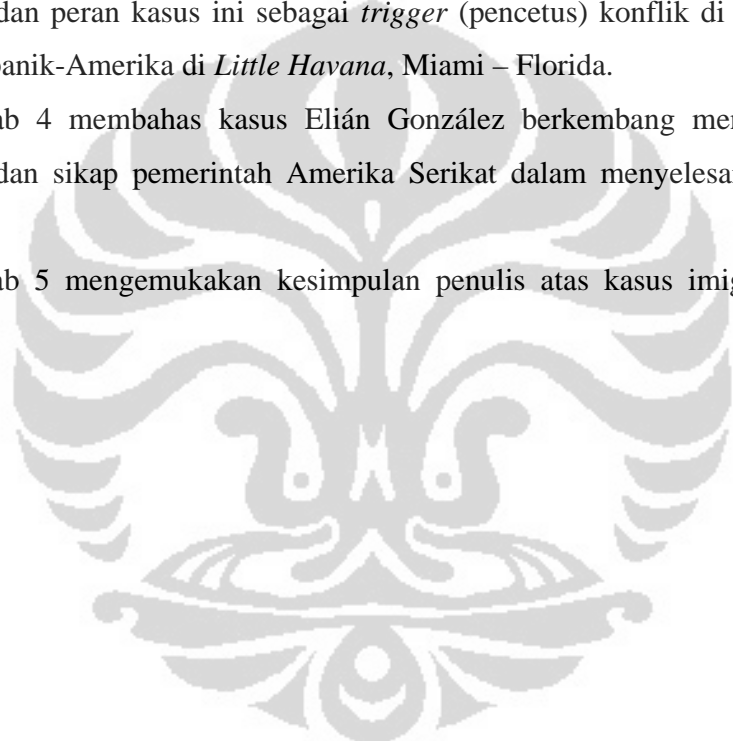 dan peran kasus ini sebagai trigger (pencetus) konflik di
panik-Amerika di Little Havana, Miami – Florida.
ab 4 membahas kasus Elián González berkembang men
dan sikap pemerintah Amerika Serikat dalam menyelesa
ab 5 mengemukakan kesimpulan penulis atas kasus imig